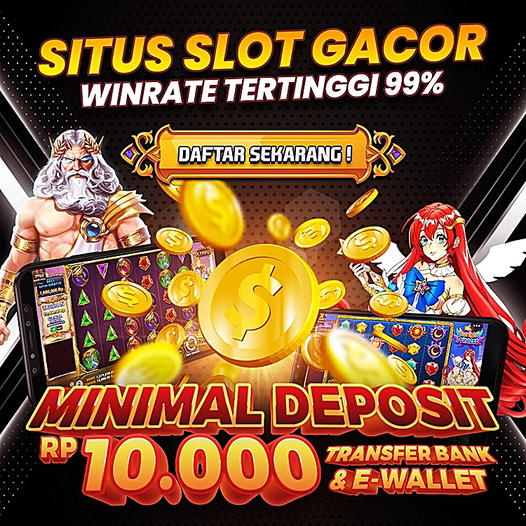 SITUS SLOT GACOR
WINRATE TERTINGGI 99%
DAFTAR SEKARANG !
MINIMAL DEPOSIT
RP 10.000
TRANSFER BANK
& E-WALLET